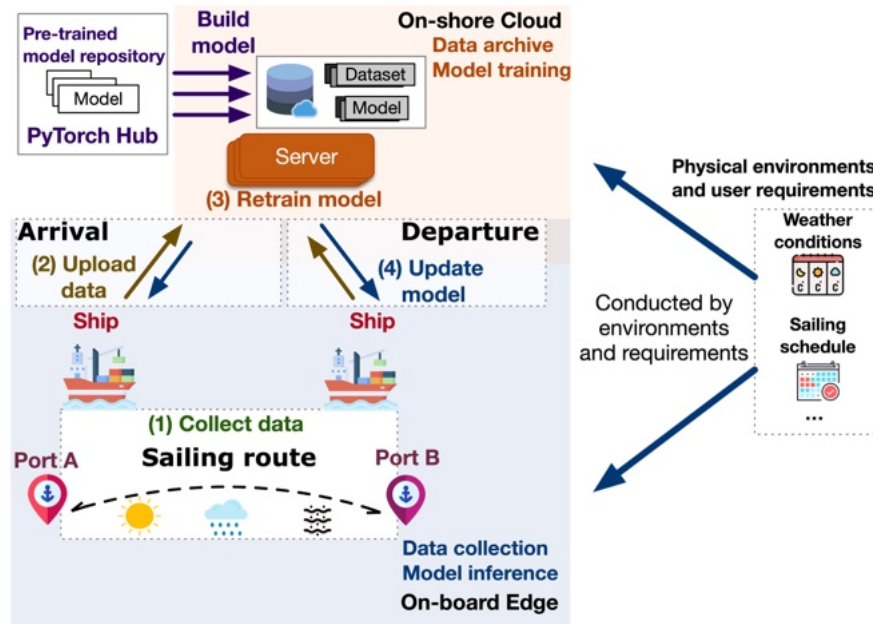 Pre-trained
model repository
Model
PyTorch Hub
Build
model
On-shore Cloud
Data archive
Model training
Dataset
Model
Server
(3) Retrain model
Arrival
(2) Upload
data
Departure
(4) Update
model
Ship
Ship
(1) Collect data
Sailing route
Port A
Port B
Data collection
Model inference
On-board Edge
Physical environments
and user requirements
Weather
conditions
Conducted by
environments
and requirements
Sailing
schedule
...